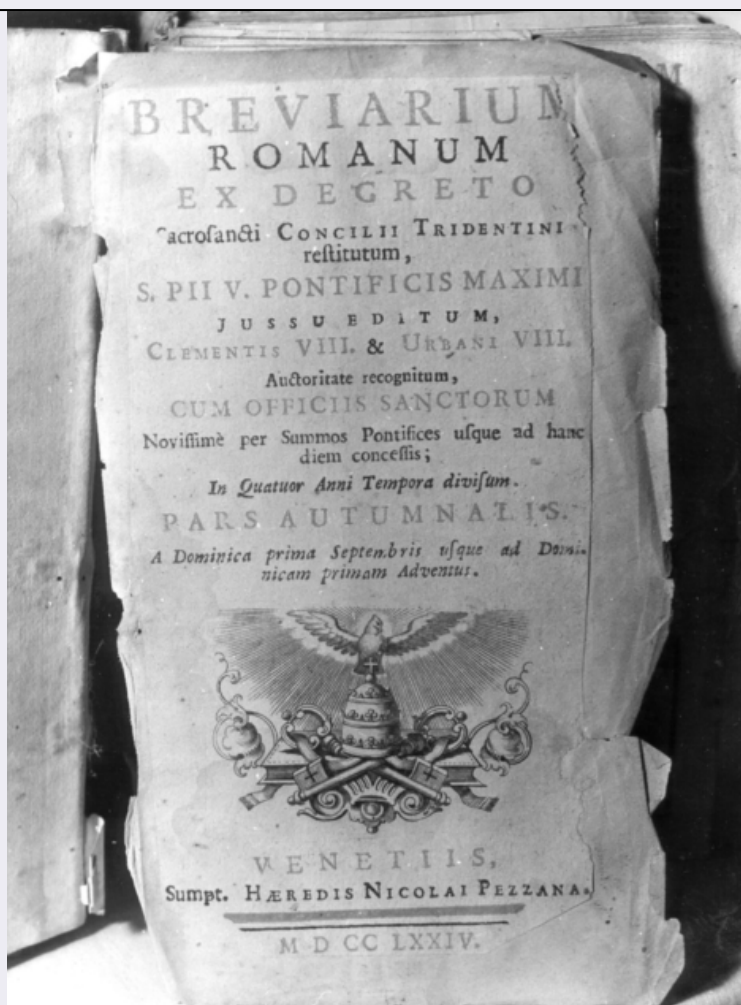 BREVIARIUM
ROMANUM
EX DECRETO
acroſancti CONCILII TRIDENTINI
reſtitutum,
S. PII V. PONTIFICIS MAXIMI
JUSSU EDITUM,
CLEMENTIS VIII. & URBANI VIII.
Auctoritate recognitum,
CUM OFFICIIS SANCTORUM
Noviſſimè per Summos Pontifices uſque ad hanc
diem conceſſis;
In Quatuor Anni Tempora diviſum.
PARS AUTUMNALIS.
A Dominica prima Septembris uſque ad Domi-
nicam primam Adventus.
VENETIIS,
Sumpt. HÆREDIS NICOLAI PEZZANA.
M D CC LXXIV.